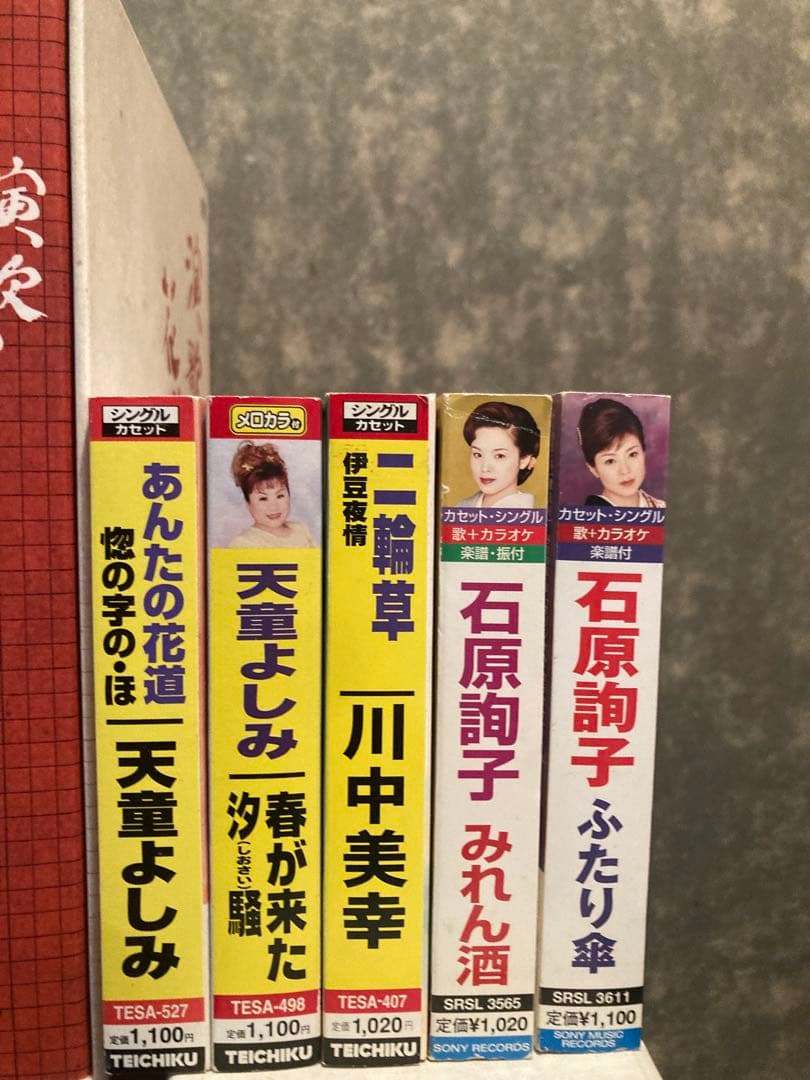 演歌
演歌
シングル
カセット
あんたの花道
惚の字の・ほ
天童よしみ
TESA-527
定価1,100円
TEICHIKU
メロカラ付
天童よしみ
春が来た
汐騒
(しおさい)
TESA-498
定価1,100円
TEICHIKU
シングル
カセット
二輪草
伊豆夜情
川中美幸
TESA-407
定価1,020円
TEICHIKU
カセット・シングル
歌+カラオケ
楽譜・振付
石原詢子
みれん酒
SRSL 3565
定価¥1,020
SONY RECORDS
カセット・シングル
歌+カラオケ
楽譜付
石原詢子
ふたり傘
SRSL 3611
定価¥1,100
SONY MUSIC
RECORDS